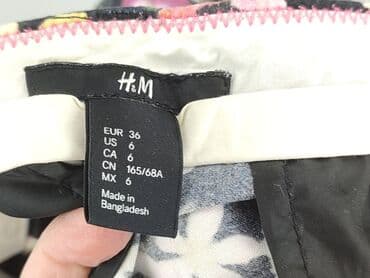 H&M
EUR 36
US 6
CA 6
CN 165/68A
MX 6
Made in
Bangladesh